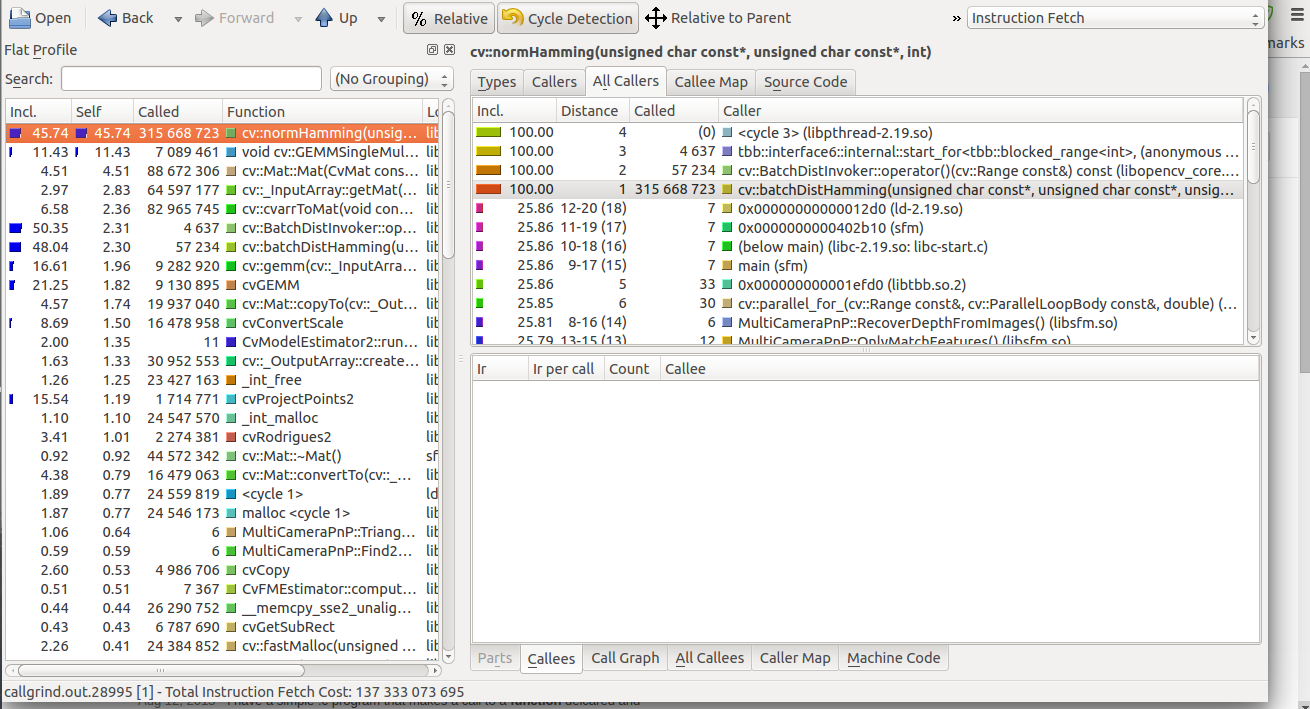 Open Back Forward Up % Relative Cycle Detection Relative to Parent » Instruction Fetch
Flat Profile
Search: (No Grouping)
Incl. Self Called Function
45.74 45.74 315 668 723 cv::normHamming(unsig... lib
11.43 11.43 7 089 461 void cv::GEMMSingleMul... lib
4.51 4.51 88 672 306 cv::Mat::Mat(CvMat cons... lib
2.97 2.83 64 597 177 cv::_InputArray::getMat(... lib
6.58 2.36 82 965 745 cv::cvarrToMat(void con... lib
50.35 2.31 4 637 cv::BatchDistInvoker::op... lib
48.04 2.30 57 234 cv::batchDistHamming(u... lib
16.61 1.96 9 282 920 cv::gemm(cv::_InputArra... lib
21.25 1.82 9 130 895 cvGEMM lib
4.57 1.74 19 937 040 cv::Mat::copyTo(cv::_Out... lib
8.69 1.50 16 478 958 cvConvertScale lib
2.00 1.35 11 CvModelEstimator2::run... lib
1.63 1.33 30 952 553 cv::_OutputArray::create... lib
1.26 1.25 23 427 163 _int_free lib
15.54 1.19 1 714 771 cvProjectPoints2 lib
1.10 1.10 24 547 570 _int_malloc lib
3.41 1.01 2 274 381 cvRodrigues2 lib
0.92 0.92 44 572 342 cv::Mat::~Mat() sf
4.38 0.79 16 479 063 cv::Mat::convertTo(cv::_... lib
1.89 0.77 24 559 819 <cycle 1> ld
1.87 0.77 24 546 173 malloc <cycle 1> lib
1.06 0.64 6 MultiCameraPnP::Triang... lib
0.59 0.59 6 MultiCameraPnP::Find2... lib
2.60 0.53 4 986 706 cvCopy lib
0.51 0.51 7 367 CvFMEstimator::comput... lib
0.44 0.44 26 290 752 __memcpy_sse2_unalig... lib
0.43 0.43 6 787 690 cvGetSubRect lib
2.26 0.41 24 384 852 cv::fastMalloc(unsigned ... lib
cv::normHamming(unsigned char const*, unsigned char const*, int)
Types Callers All Callers Callee Map Source Code
Incl. Distance Called Caller
100.00 4 (0) <cycle 3> (libpthread-2.19.so)
100.00 3 4 637 tbb::interface6::internal::start_for<tbb::blocked_range<int>, (anonymous ...
100.00 2 57 234 cv::BatchDistInvoker::operator()(cv::Range const&) const (libopencv_core....
100.00 1 315 668 723 cv::batchDistHamming(unsigned char const*, unsigned char const*, unsig...
25.86 12-20 (18) 7 0x00000000000012d0 (ld-2.19.so)
25.86 11-19 (17) 7 0x0000000000402b10 (sfm)
25.86 10-18 (16) 7 (below main) (libc-2.19.so: libc-start.c)
25.86 9-17 (15) 7 main (sfm)
25.86 5 33 0x000000000001efd0 (libtbb.so.2)
25.85 6 30 cv::parallel_for_(cv::Range const&, cv::ParallelLoopBody const&, double) (...
25.81 8-16 (14) 6 MultiCameraPnP::RecoverDepthFromImages() (libsfm.so)
25.79 13-15 (13) 12 MultiCameraPnP::OnlyMatchFeatures() (libsfm.so)
Ir Ir per call Count Callee
Parts Callees Call Graph All Callees Caller Map Machine Code
callgrind.out.28995 [1] - Total Instruction Fetch Cost: 137 333 073 695
marks